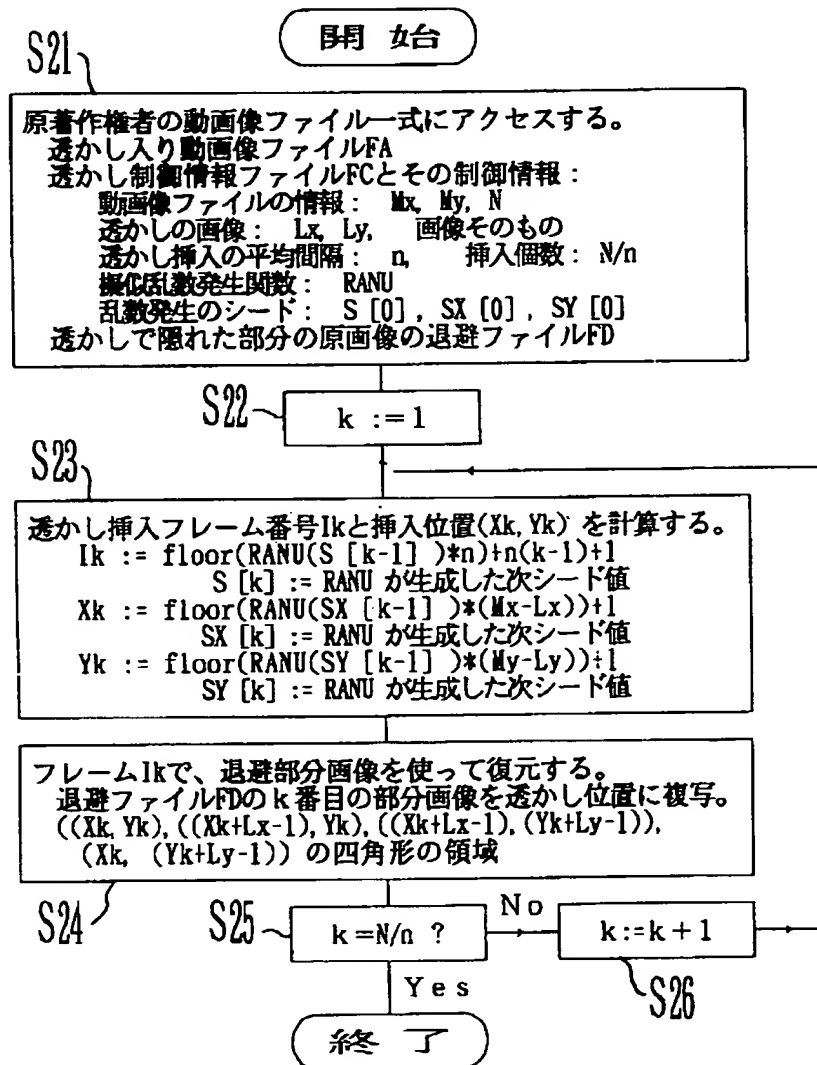 開始
S21
原著作権者の動画像ファイル一式にアクセスする。
透かし入り動画像ファイルFA
透かし制御情報ファイルFCとその制御情報：
動画像ファイルの情報： Mx, My, N
透かしの画像： Lx, Ly, 画像そのもの
透かし挿入の平均間隔： n, 挿入個数： N/n
擬似乱数発生関数： RANU
乱数発生のシード： S [0] , SX [0] , SY [0]
透かしで隠れた部分の原画像の退避ファイルFD
S22
k :=1
S23
透かし挿入フレーム番号Ikと挿入位置(Xk, Yk) を計算する。
Ik := floor(RANU(S [k-1] )*n)+n(k-1)+1
S [k] := RANU が生成した次シード値
Xk := floor(RANU(SX [k-1] )*(Mx-Lx))+1
SX [k] := RANU が生成した次シード値
Yk := floor(RANU(SY [k-1] )*(My-Ly))+1
SY [k] := RANU が生成した次シード値
フレームIkで、退避部分画像を使って復元する。
退避ファイルFDのk番目の部分画像を透かし位置に複写。
((Xk, Yk), ((Xk+Lx-1), Yk), ((Xk+Lx-1), (Yk+Ly-1)),
(Xk, (Yk+Ly-1)) の四角形の領域
S24
S25
k=N/n ?
No
k:=k+1
S26
Yes
終了